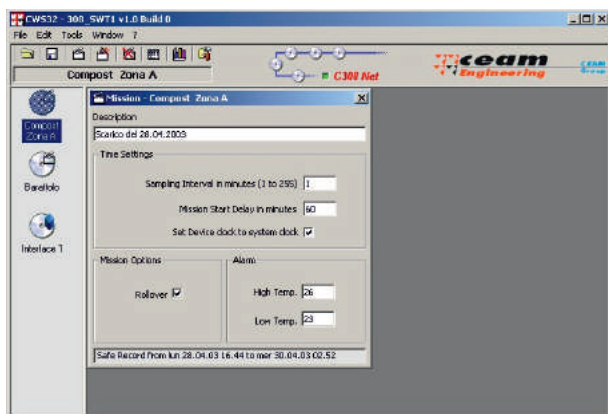 CWS32 - 308_SWT1 v1.0 Build 0
File Edit Tools Window ?
Compost Zona A
C308 Net
ceam
Engineering
CEAM
Group
Compost
Zona A
Barattolo
Interface 1
Mission - Compost Zona A
Description
Scarico del 28.04.2003
Time Settings
Sampling Interval in minutes (1 to 255) 1
Mission Start Delay in minutes 60
Set Device clock to system clock
Mission Options
Rollover
Alarm
High Temp. 26
Low Temp. 23
Safe Record from lun 28.04.03 16.44 to mer 30.04.03 02.52